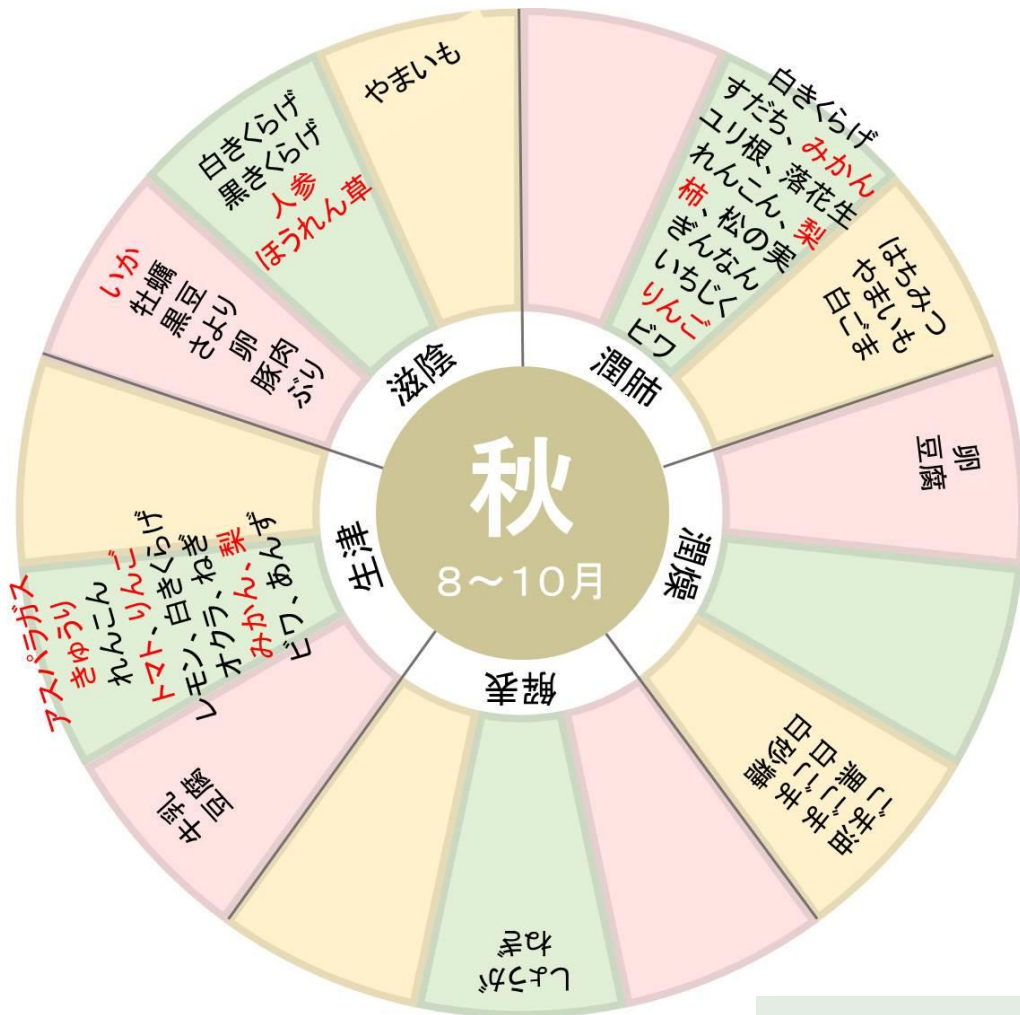 秋
8～10月
潤肺
白きくらげ
すだち、みかん
ユリ根、落花生
れんこん、梨
柿、松の実
ぎんなん
いちじく
りんご
ビワ
はちみつ
やまいも
白ごま
潤燥
卵
豆腐
ごま油
黒ごま
白ごま
白砂糖
解表
しょうが
ねぎ
生津
牛乳
豆腐
アスパラガス
きゅうり
れんこん
トマト、りんご
レモン、白きくらげ
オクラ、ねぎ
みかん、梨
ビワ、あんず
滋陰
いか
牡蠣
黒豆
さより
卵
豚肉
ぶり
白きくらげ
黒きくらげ
人参
ほうれん草
やまいも